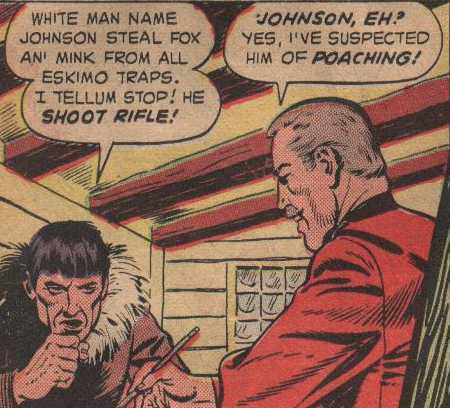 WHITE MAN NAME
JOHNSON STEAL FOX
AN' MINK FROM ALL
ESKIMO TRAPS.
I TELLUM STOP! HE
SHOOT RIFLE!
JOHNSON, EH?
YES, I'VE SUSPECTED
HIM OF POACHING!